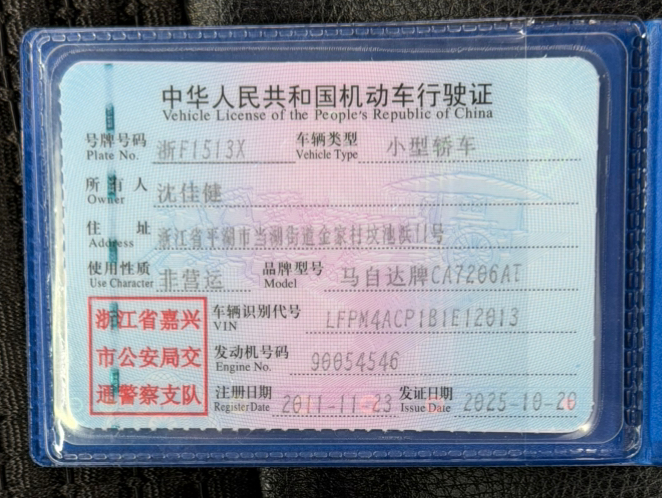 中华人民共和国机动车行驶证
Vehicle License of the People's Republic of China
号牌号码 浙F1513X 车辆类型 小型轿车
Plate No. Vehicle Type
所有人 沈佳健
Owner
住址 浙江省平湖市当湖街道金家村坟池浜11号
Address
使用性质 非营运 品牌型号 马自达牌CA7206AT
Use Character Model
浙江省嘉兴
市公安局交
通警察支队
车辆识别代号 LFPM4ACP1B1E12013
VIN
发动机号码 90054546
Engine No.
注册日期 2011-11-23 发证日期 2025-10-20
Register Date Issue Date